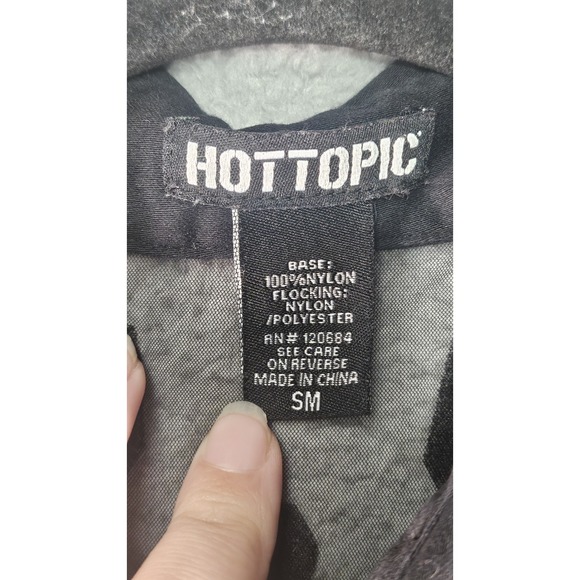 HOTTOPIC
BASE:
100%NYLON
FLOCKING:
NYLON
/POLYESTER
RN# 120684
SEE CARE
ON REVERSE
MADE IN CHINA
SM